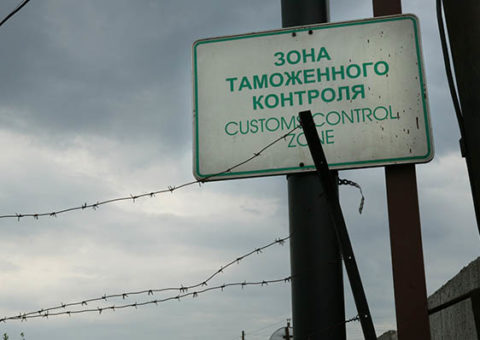 ЗОНА
ТАМОЖЕННОГО
КОНТРОЛЯ
CUSTOMS CONTROL
ZONE